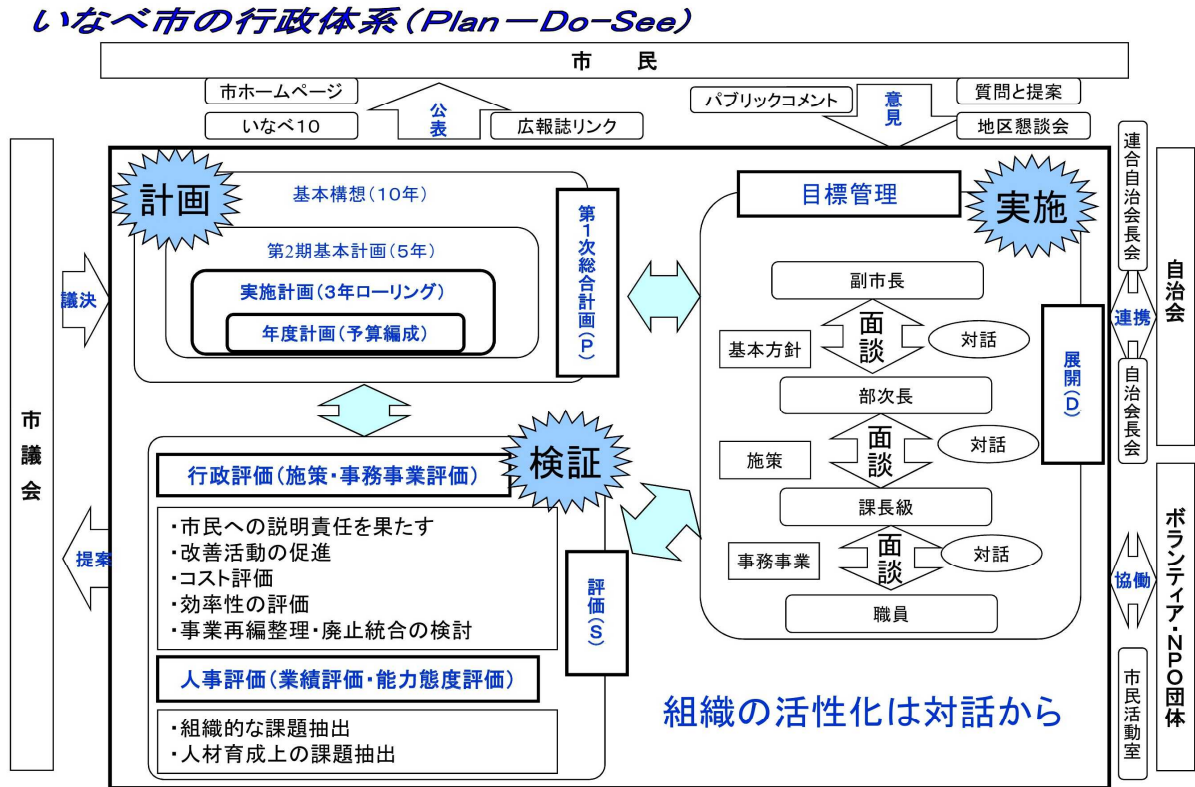 いなべ市の行政体系(Plan－Do-See)
市　民
市ホームページ
いなべ10
公表
広報誌リンク
パブリックコメント
意見
質問と提案
地区懇談会
市議会
議決
提案
計画
基本構想(10年)
第2期基本計画(5年)
実施計画(3年ローリング)
年度計画(予算編成)
第1次総合計画(P)
目標管理
実施
副市長
面談
基本方針
対話
部次長
面談
施策
対話
課長級
面談
事務事業
対話
職員
展開(D)
検証
行政評価(施策・事務事業評価)
・市民への説明責任を果たす
・改善活動の促進
・コスト評価
・効率性の評価
・事業再編整理・廃止統合の検討
人事評価(業績評価・能力態度評価)
・組織的な課題抽出
・人材育成上の課題抽出
評価(S)
組織の活性化は対話から
連合自治会長会
連携
自治会長会
自治会
協働
市民活動室
ボランティア・NPO団体